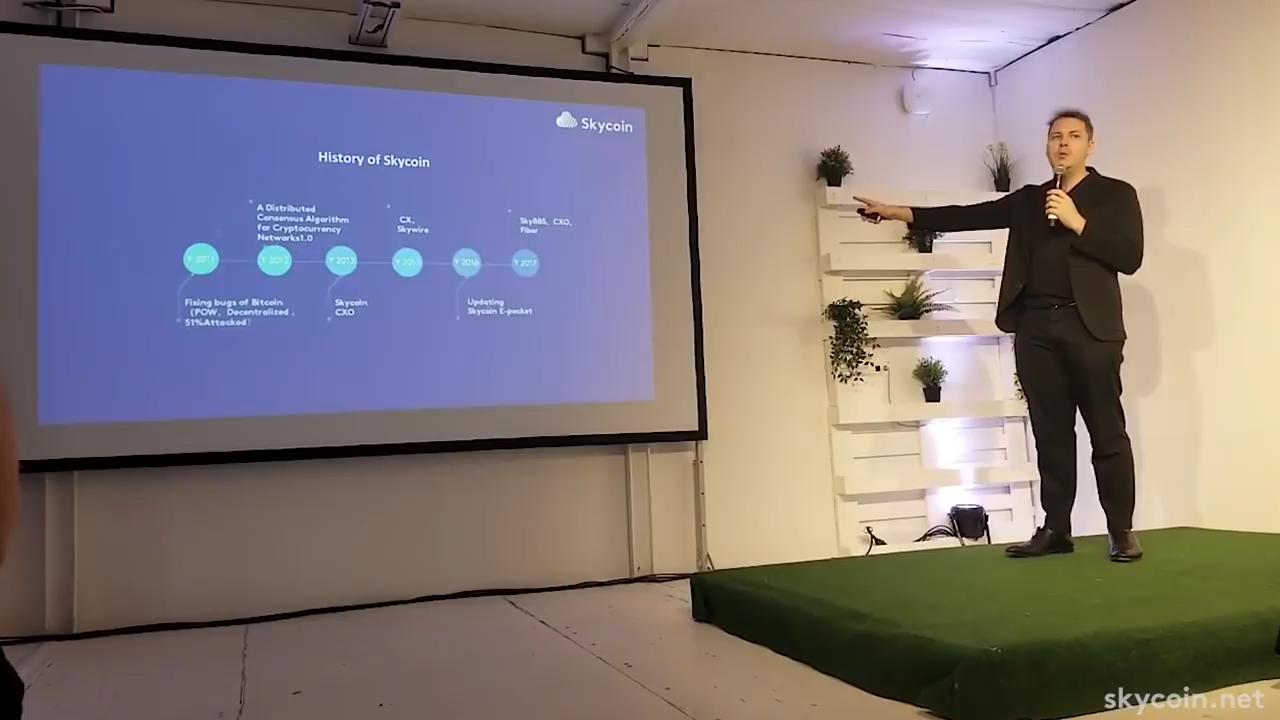 Skycoin
History of Skycoin
A Distributed
Consensus Algorithm
for Cryptocurrency
Networks1.0
CX、
Skywire
SkyBBS、CXO、
Fiber
Y 2011
Y 2012
Y 2013
Y 2015
Y 2016
Y 2017
Fixing bugs of Bitcoin
（POW、Decentralized 、
51%Attacked）
Skycoin
CXO
Updating
Skycoin E-pocket
skycoin.net